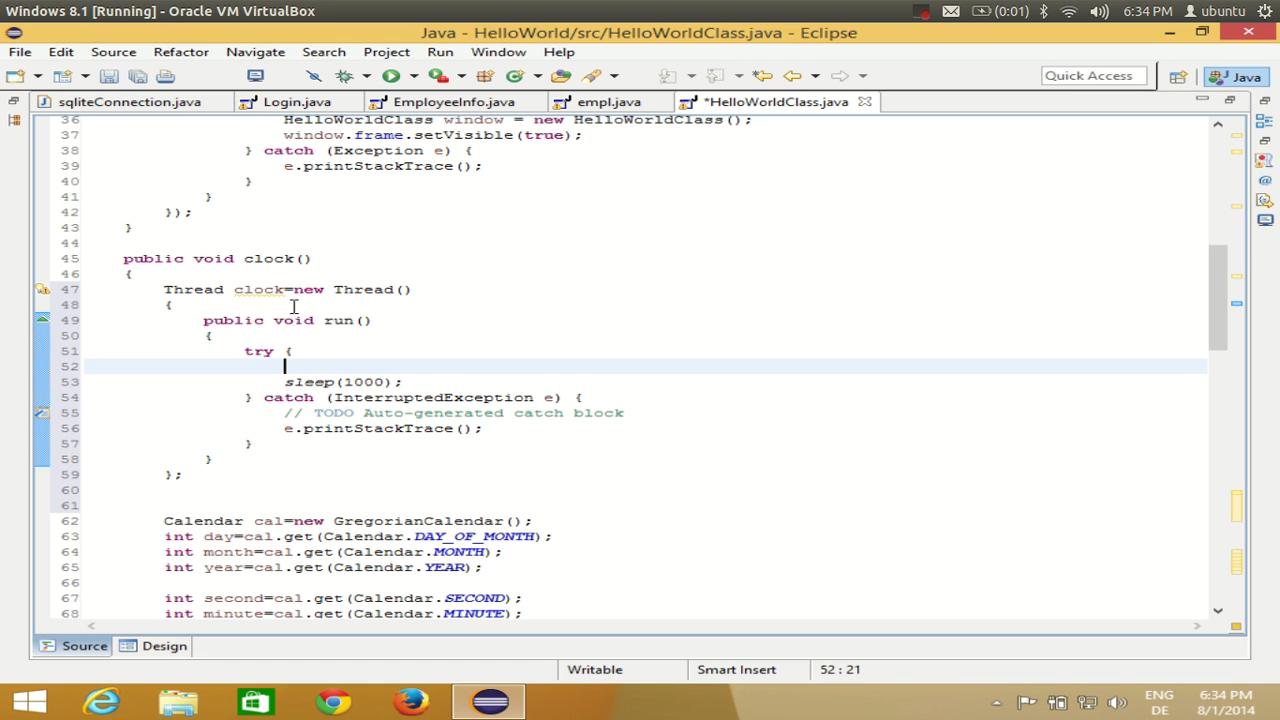 Windows 8.1 [Running] - Oracle VM VirtualBox
(0:01) 6:34 PM ubuntu
Java - HelloWorld/src/HelloWorldClass.java - Eclipse
File Edit Source Refactor Navigate Search Project Run Window Help
Quick Access Java
sqliteConnection.java Login.java EmployeeInfo.java empl.java *HelloWorldClass.java
36 HelloWorldClass window = new HelloWorldClass();
37 window.frame.setVisible(true);
38 } catch (Exception e) {
39 e.printStackTrace();
40 }
41 }
42 });
43 }
44
45 public void clock()
46 {
47 Thread clock=new Thread()
48 {
49 public void run()
50 {
51 try {
52
53 sleep(1000);
54 } catch (InterruptedException e) {
55 // TODO Auto-generated catch block
56 e.printStackTrace();
57 }
58 }
59 };
60
61
62 Calendar cal=new GregorianCalendar();
63 int day=cal.get(Calendar.DAY_OF_MONTH);
64 int month=cal.get(Calendar.MONTH);
65 int year=cal.get(Calendar.YEAR);
66
67 int second=cal.get(Calendar.SECOND);
68 int minute=cal.get(Calendar.MINUTE);
Source Design
Writable Smart Insert 52 : 21
ENG 6:34 PM
DE 8/1/2014